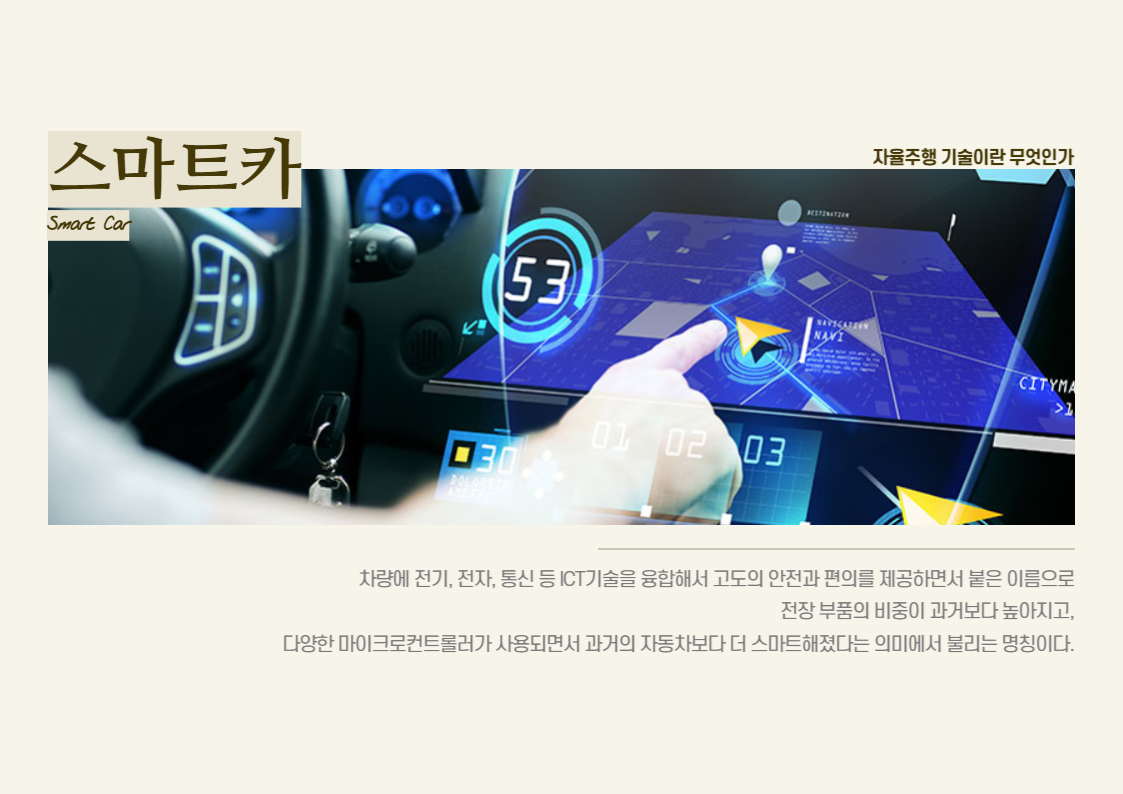 스마트카
Smart Car
자율주행 기술이란 무엇인가
DESTINATION
53
NAVIGATION
NAVI
CITYMA
>1
01 02 03
30
차량에 전기, 전자, 통신 등 ICT기술을 융합해서 고도의 안전과 편의를 제공하면서 붙은 이름으로
전장 부품의 비중이 과거보다 높아지고,
다양한 마이크로컨트롤러가 사용되면서 과거의 자동차보다 더 스마트해졌다는 의미에서 불리는 명칭이다.